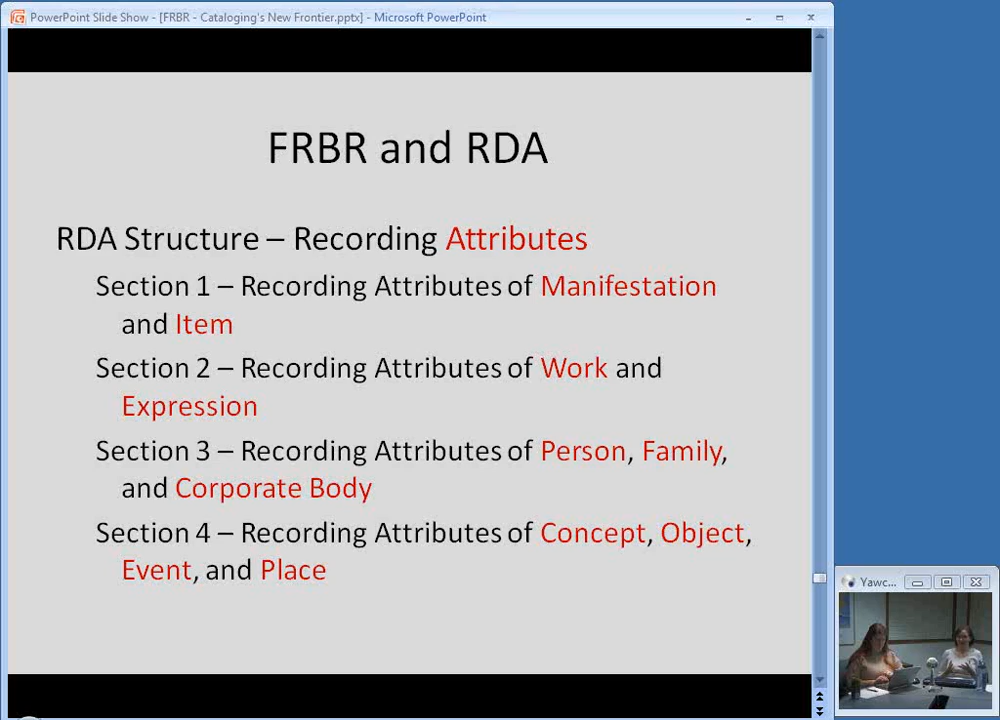 PowerPoint Slide Show - [FRBR - Cataloging's New Frontier.pptx] - Microsoft PowerPoint
FRBR and RDA
RDA Structure – Recording Attributes
Section 1 – Recording Attributes of Manifestation
and Item
Section 2 – Recording Attributes of Work and
Expression
Section 3 – Recording Attributes of Person, Family,
and Corporate Body
Section 4 – Recording Attributes of Concept, Object,
Event, and Place
Yawc...